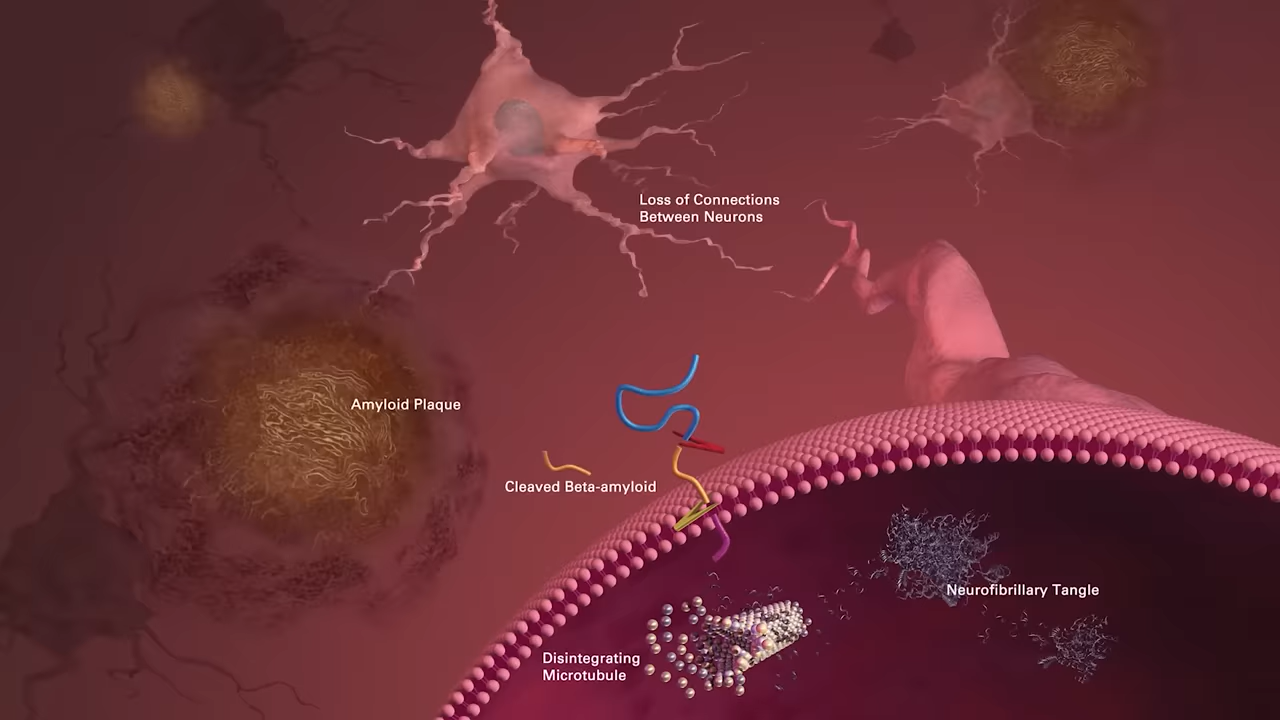 Loss of Connections
Between Neurons
Amyloid Plaque
Cleaved Beta-amyloid
Neurofibrillary Tangle
Disintegrating
Microtubule